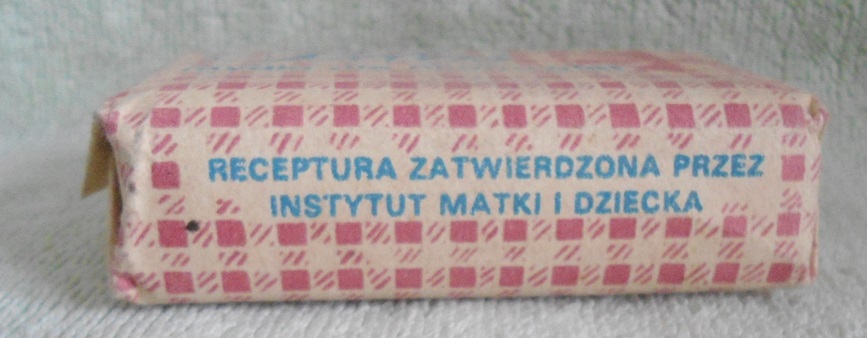 RECEPTURA ZATWIERDZONA PRZEZ
INSTYTUT MATKI I DZIECKA